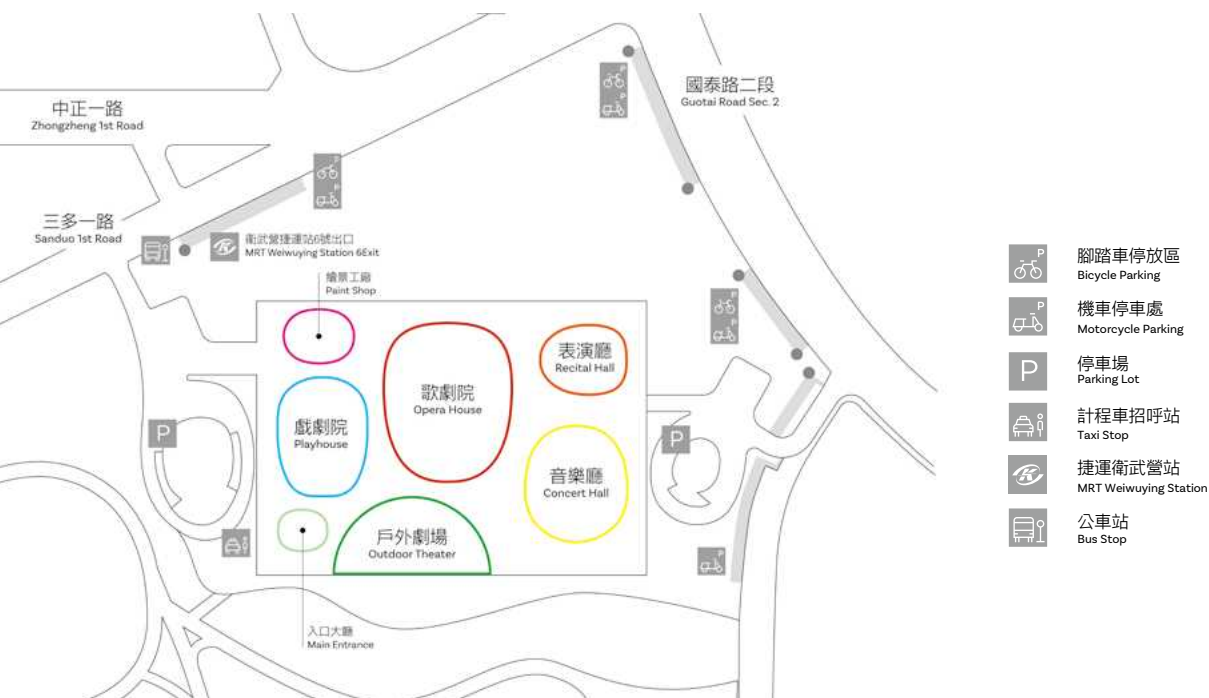 國泰路二段
Guotai Road Sec. 2
中正一路
Zhongzheng 1st Road
三多一路
Sanduo 1st Road
衛武營捷運站6號出口
MRT Weiwuying Station 6Exit
繪景工廠
Paint Shop
表演廳
Recital Hall
歌劇院
Opera House
戲劇院
Playhouse
音樂廳
Concert Hall
戶外劇場
Outdoor Theater
入口大廳
Main Entrance
P
P
P
P
P
P
P
P
P
腳踏車停放區
Bicycle Parking
P
機車停車處
Motorcycle Parking
P
停車場
Parking Lot
P
計程車招呼站
Taxi Stop
捷運衛武營站
MRT Weiwuying Station
公車站
Bus Stop